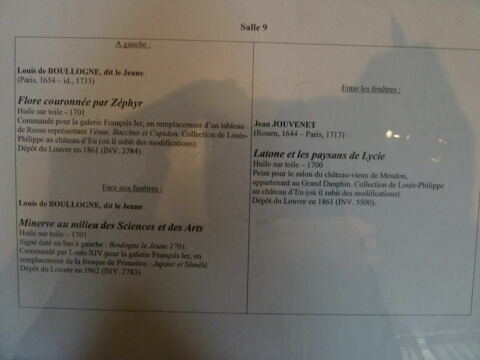 Salle 9
A gauche :
Louis de BOULLOGNE, dit le Jeune
(Paris, 1654 – id., 1733)
Flore couronnée par Zéphyr
Huile sur toile - 1701
Commandé pour la galerie François Ier, en remplacement d'un tableau
de Rosso représentant Vénus, Bacchus et Cupidon. Collection de Louis-
Philippe au château d'Eu (où il subit des modifications).
Dépôt du Louvre en 1861 (INV. 2784).
Face aux fenêtres :
Louis de BOULLOGNE, dit le Jeune
Minerve au milieu des Sciences et des Arts
Huile sur toile – 1701
Signé daté en bas à gauche : Boulogne le Jeune 1701.
Commandé par Louis XIV pour la galerie François Ier, en
remplacement de la fresque de Primatice : Jupiter et Sémélé.
Dépôt du Louvre en 1962 (INV. 2783).
Entre les fenêtres :
Jean JOUVENET
(Rouen, 1644 – Paris, 1717)
Latone et les paysans de Lycie
Huile sur toile – 1700
Peint pour le salon du château-vieux de Meudon,
appartenant au Grand Dauphin. Collection de Louis-Philippe
au château d'Eu (où il subit des modifications).
Dépôt du Louvre en 1861 (INV. 5500).